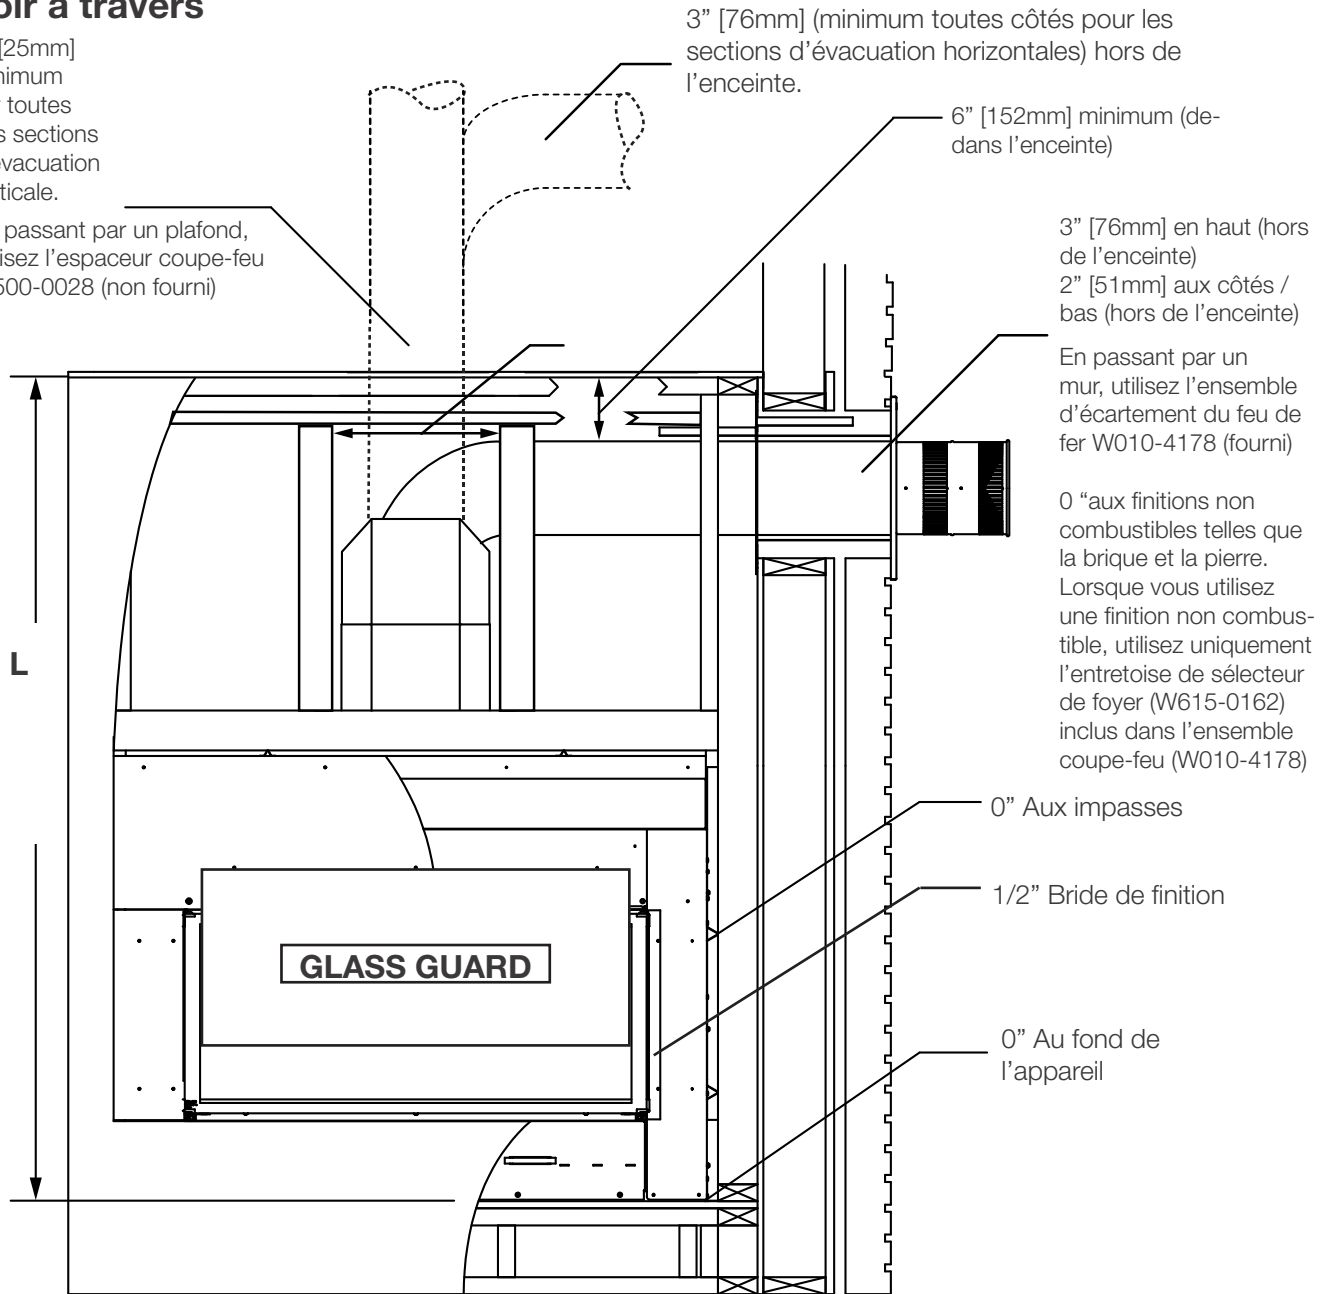 oir à travers
[25mm]
nimum
toutes
s sections
évacuation
ticale.
passant par un plafond,
isez l’espaceur coupe-feu
500-0028 (non fourni)
3” [76mm] (minimum toutes côtés pour les
sections d’évacuation horizontales) hors de
l’enceinte.
6” [152mm] minimum (de-
dans l’enceinte)
3” [76mm] en haut (hors
de l’enceinte)
2” [51mm] aux côtés /
bas (hors de l’enceinte)
En passant par un
mur, utilisez l’ensemble
d’écartement du feu de
fer W010-4178 (fourni)
0 “aux finitions non
combustibles telles que
la brique et la pierre.
Lorsque vous utilisez
une finition non combus-
tible, utilisez uniquement
l’entretoise de sélecteur
de foyer (W615-0162)
inclus dans l’ensemble
coupe-feu (W010-4178)
L
0” Aux impasses
1/2” Bride de finition
GLASS GUARD
0” Au fond de
l’appareil